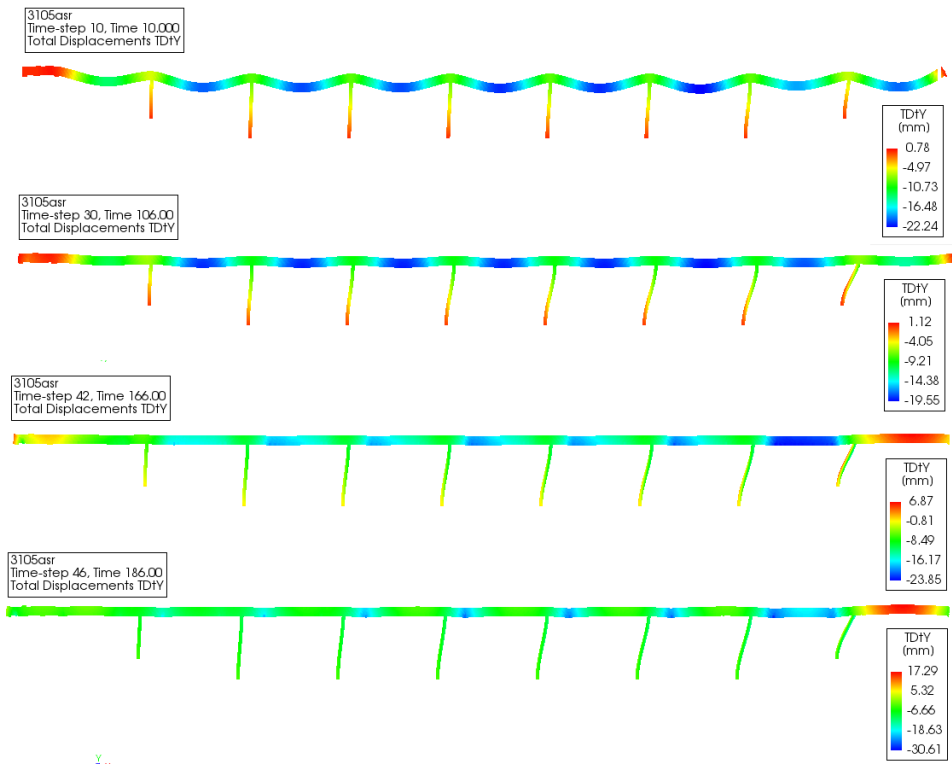 3105asr
Time-step 10, Time 10.000
Total Displacements TDtY
TDtY
(mm)
0.78
-4.97
-10.73
-16.48
-22.24
3105asr
Time-step 30, Time 106.00
Total Displacements TDtY
TDtY
(mm)
1.12
-4.05
-9.21
-14.38
-19.55
3105asr
Time-step 42, Time 166.00
Total Displacements TDtY
TDtY
(mm)
6.87
-0.81
-8.49
-16.17
-23.85
3105asr
Time-step 46, Time 186.00
Total Displacements TDtY
TDtY
(mm)
17.29
5.32
-6.66
-18.63
-30.61
Y